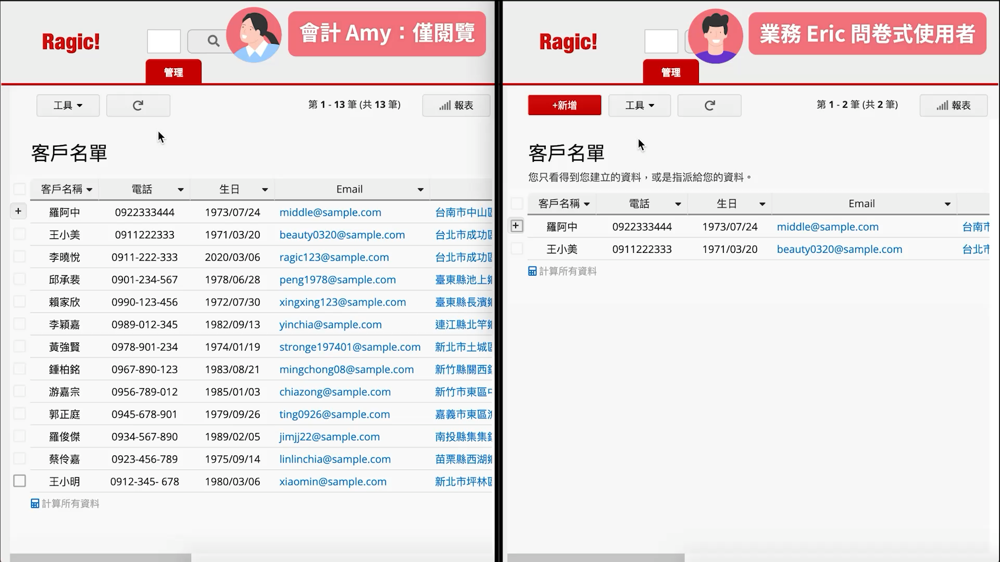 Ragic!
會計 Amy：僅閱覽
管理
工具
第 1 - 13 筆 (共 13 筆)
報表
客戶名單
客戶名稱 電話 生日 Email
羅阿中 0922333444 1973/07/24 middle@sample.com 台南市中山
王小美 0911222333 1971/03/20 beauty0320@sample.com 台北市成功
李曉悅 0911-222-333 2020/03/06 ragic123@sample.com 台北市成功
邱承裴 0901-234-567 1978/06/28 peng1978@sample.com 臺東縣池上
賴家欣 0990-123-456 1972/07/30 xingxing123@sample.com 臺東縣長濱
李穎嘉 0989-012-345 1982/09/13 yinchia@sample.com 連江縣北竿
黃強賢 0978-901-234 1974/01/19 stronge197401@sample.com 新北市土城
鍾柏銘 0967-890-123 1983/08/21 mingchong08@sample.com 新竹縣關西
游嘉宗 0956-789-012 1985/01/03 chiazong@sample.com 新竹市東區
郭正庭 0945-678-901 1979/09/26 ting0926@sample.com 嘉義市東區
羅俊傑 0934-567-890 1989/02/05 jimjj22@sample.com 南投縣集集
蔡伶嘉 0923-456-789 1975/09/14 linlinchia@sample.com 苗栗縣西湖
王小明 0912-345- 678 1980/03/06 xiaomin@sample.com 新北市坪林
計算所有資料
Ragic!
業務 Eric 問卷式使用者
管理
+新增
工具
第 1 - 2 筆 (共 2 筆)
報表
客戶名單
您只看得到您建立的資料，或是指派給您的資料。
客戶名稱 電話 生日 Email
羅阿中 0922333444 1973/07/24 middle@sample.com 台南市
王小美 0911222333 1971/03/20 beauty0320@sample.com 台北市
計算所有資料